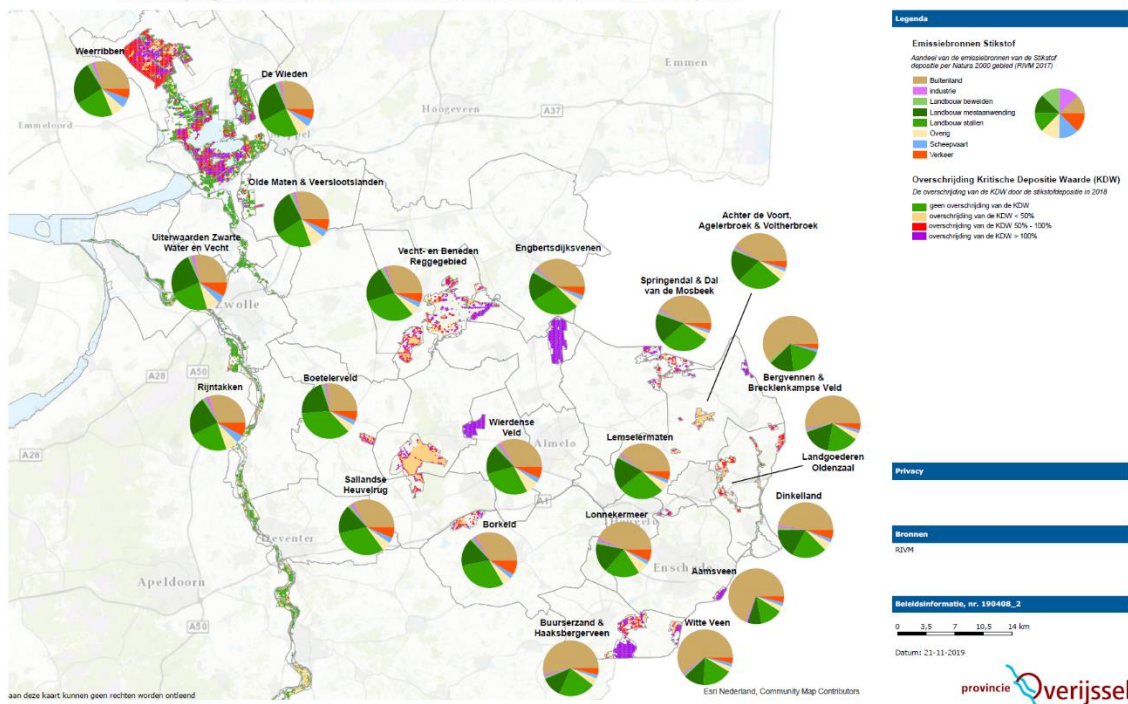 Weerribben
De Wieden
Emmen
Hoogeveen
A37
Emmeloord
Olde Maten & Veerslootslanden
Uiterwaarden Zwarte
Water en Vecht
Zwolle
Vecht- en Beneden
Reggegebied
Engbertsdijksvenen
Achter de Voort,
Agelerbroek & Voltherbroek
Springendal & Dal
van de Mosbeek
Bergvennen &
Brecklenkampse Veld
A28
A50
Rijntakken
Boetelerveld
Wierdense
Veld
Almelo
Lemselermaten
Landgoederen
Oldenzaal
A28
Sallandse
Heuvelrug
A1
Dinkelland
Borkeld
Lonnekermeer
Deventer
Enschede
Apeldoorn
Aamsveen
A50
Buurserzand &
Haaksbergerveen
Witte Veen
aan deze kaart kunnen geen rechten worden ontleend
Esri Nederland, Community Map Contributors
Legenda
Emissiebronnen Stikstof
Aandeel van de emissiebronnen van de Stikstof
depositie per Natura 2000 gebied (RIVM 2017)
Buitenland
industrie
Landbouw beweiden
Landbouw mestaanwending
Landbouw stallen
Overig
Scheepvaart
Verkeer
Overschrijding Kritische Depositie Waarde (KDW)
De overschrijding van de KDW door de stikstofdepositie in 2018
geen overschrijding van de KDW
overschrijding van de KDW < 50%
overschrijding van de KDW 50% - 100%
overschrijding van de KDW > 100%
Privacy
Bronnen
RIVM
Beleidsinformatie, nr. 190408_2
0 3,5 7 10,5 14 km
Datum: 21-11-2019
provincie Overijssel